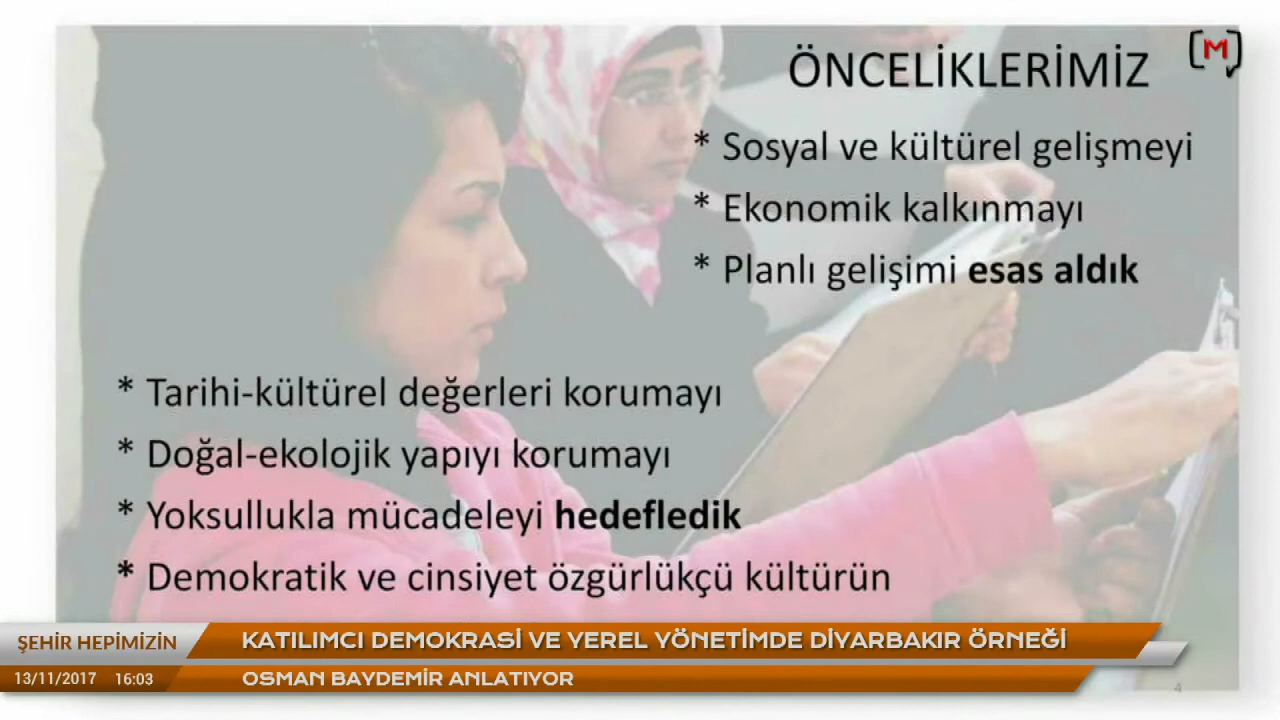 ÖNCELİKLERİMİZ
[M]
* Sosyal ve kültürel gelişmeyi
* Ekonomik kalkınmayı
* Planlı gelişimi esas aldık
* Tarihi-kültürel değerleri korumayı
* Doğal-ekolojik yapıyı korumayı
* Yoksullukla mücadeleyi hedefledik
* Demokratik ve cinsiyet özgürlükçü kültürün
ŞEHİR HEPİMİZİN
KATILIMCI DEMOKRASİ VE YEREL YÖNETİMDE DİYARBAKIR ÖRNEĞİ
13/11/2017 16:03
OSMAN BAYDEMİR ANLATIYOR
4